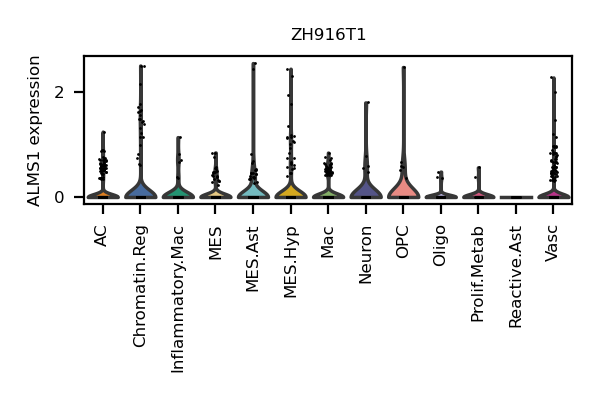 ZH916T1
ALMS1 expression
2
0
AC
Chromatin.Reg
Inflammatory.Mac
MES
MES.Ast
MES.Hyp
Mac
Neuron
OPC
Oligo
Prolif.Metab
Reactive.Ast
Vasc